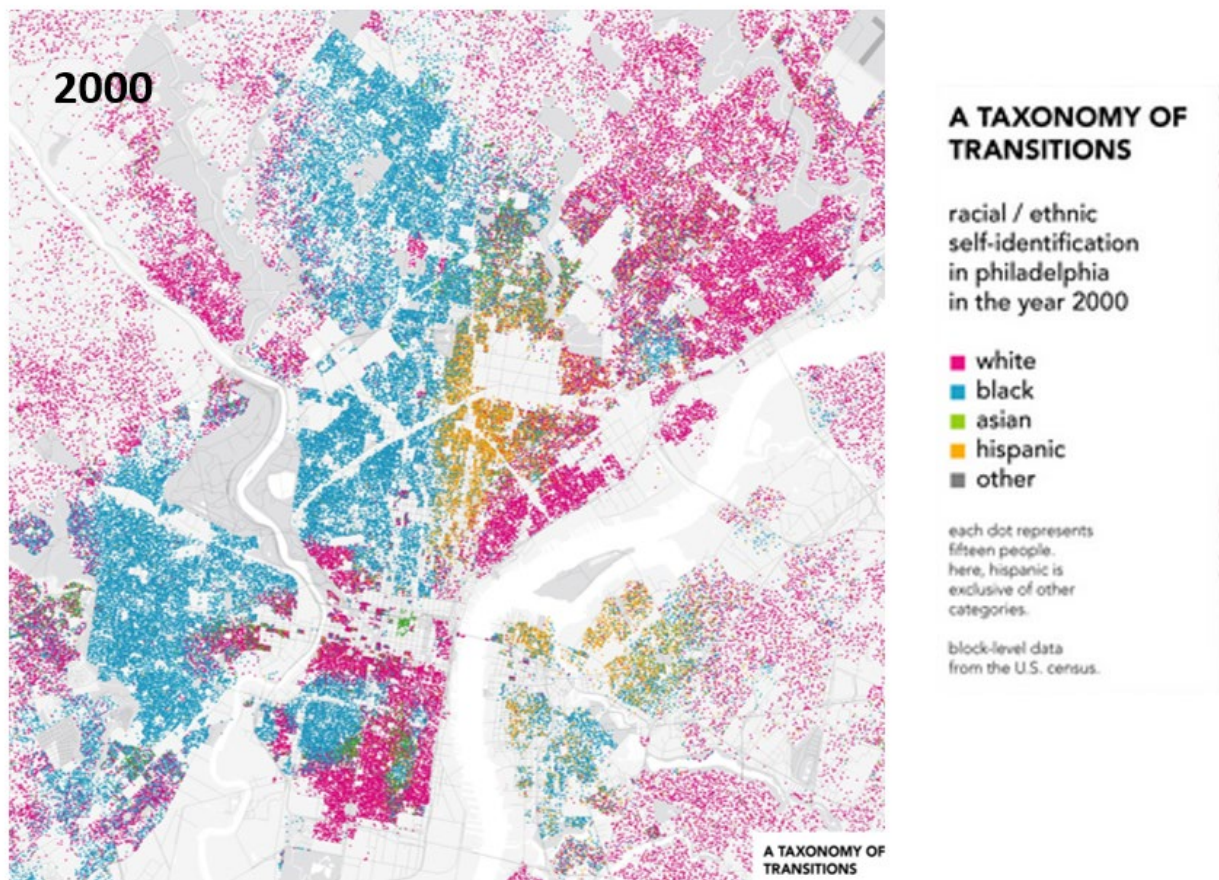 2000
A TAXONOMY OF
TRANSITIONS
A TAXONOMY OF
TRANSITIONS
racial / ethnic
self-identification
in philadelphia
in the year 2000
white
black
asian
hispanic
other
each dot represents
fifteen people.
here, hispanic is
exclusive of other
categories.
block-level data
from the U.S. census.